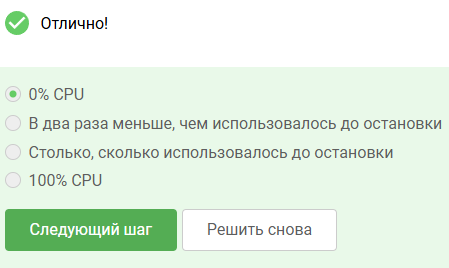 Отлично!
0% CPU
В два раза меньше, чем использовалось до остановки
Столько, сколько использовалось до остановки
100% CPU
Следующий шаг
Решить снова